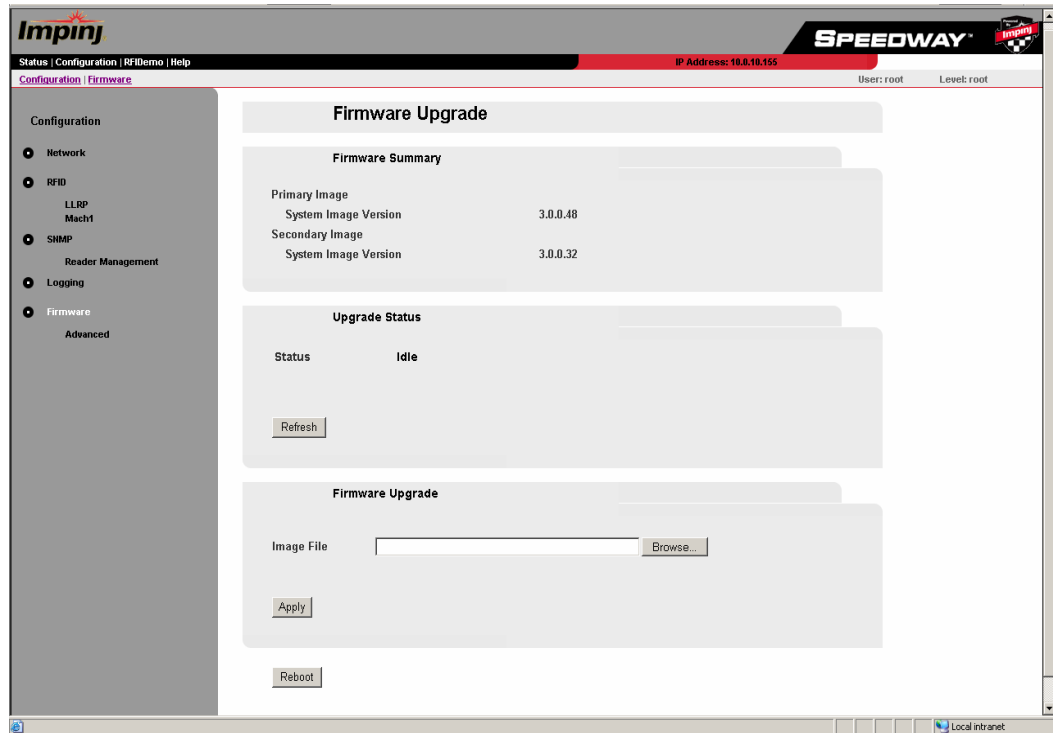 Impinj
SPEEDWAY
Powered By
Impinj
Status | Configuration | RFIDemo | Help
IP Address: 10.0.10.155
Configuration | Firmware
User: root Level: root
Configuration
Network
RFID
LLRP
Mach1
SNMP
Reader Management
Logging
Firmware
Advanced
Firmware Upgrade
Firmware Summary
Primary Image
System Image Version 3.0.0.48
Secondary Image
System Image Version 3.0.0.32
Upgrade Status
Status Idle
Refresh
Firmware Upgrade
Image File Browse...
Apply
Reboot
Local intranet